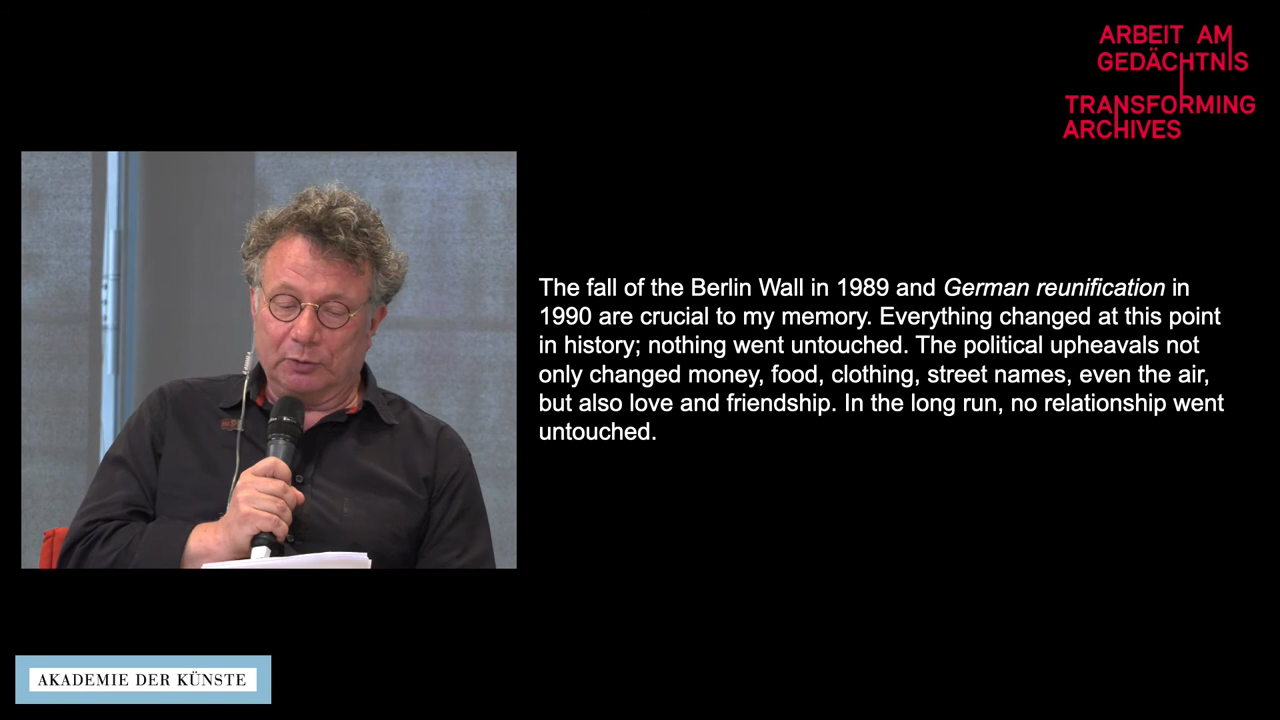 ARBEIT AM
GEDÄCHTNIS
TRANSFORMING
ARCHIVES
The fall of the Berlin Wall in 1989 and German reunification in
1990 are crucial to my memory. Everything changed at this point
in history; nothing went untouched. The political upheavals not
only changed money, food, clothing, street names, even the air,
but also love and friendship. In the long run, no relationship went
untouched.
AKADEMIE DER KÜNSTE